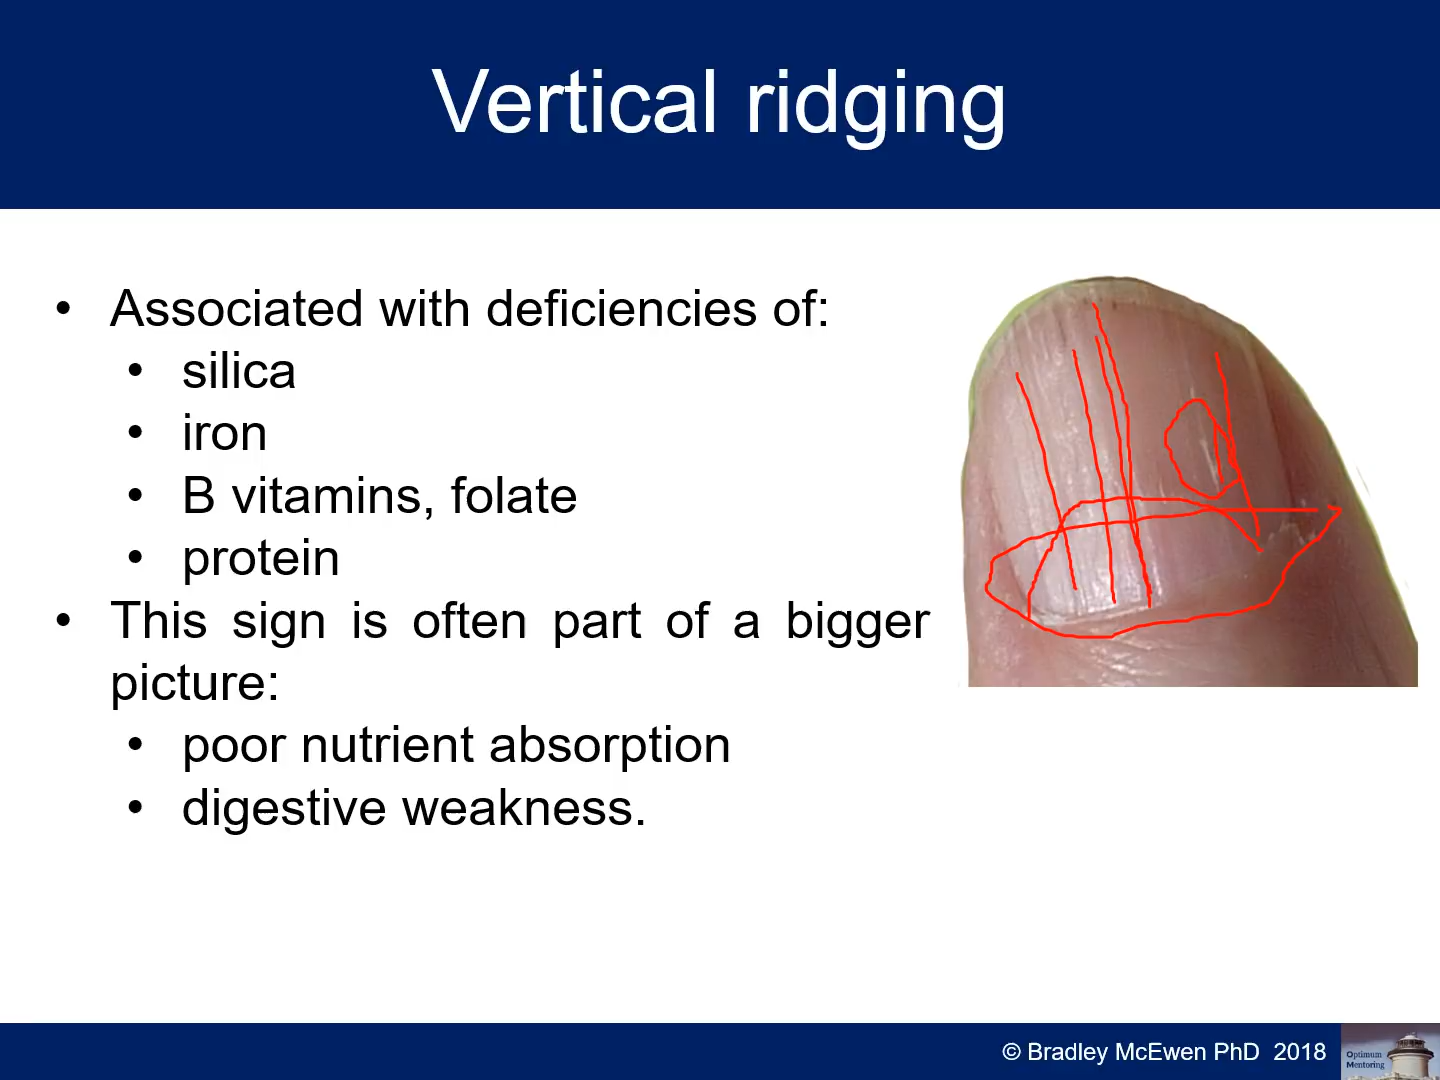 Vertical ridging
• Associated with deficiencies of:
• silica
• iron
• B vitamins, folate
• protein
• This sign is often part of a bigger
picture:
• poor nutrient absorption
• digestive weakness.
© Bradley McEwen PhD 2018
Optimum
Mentoring